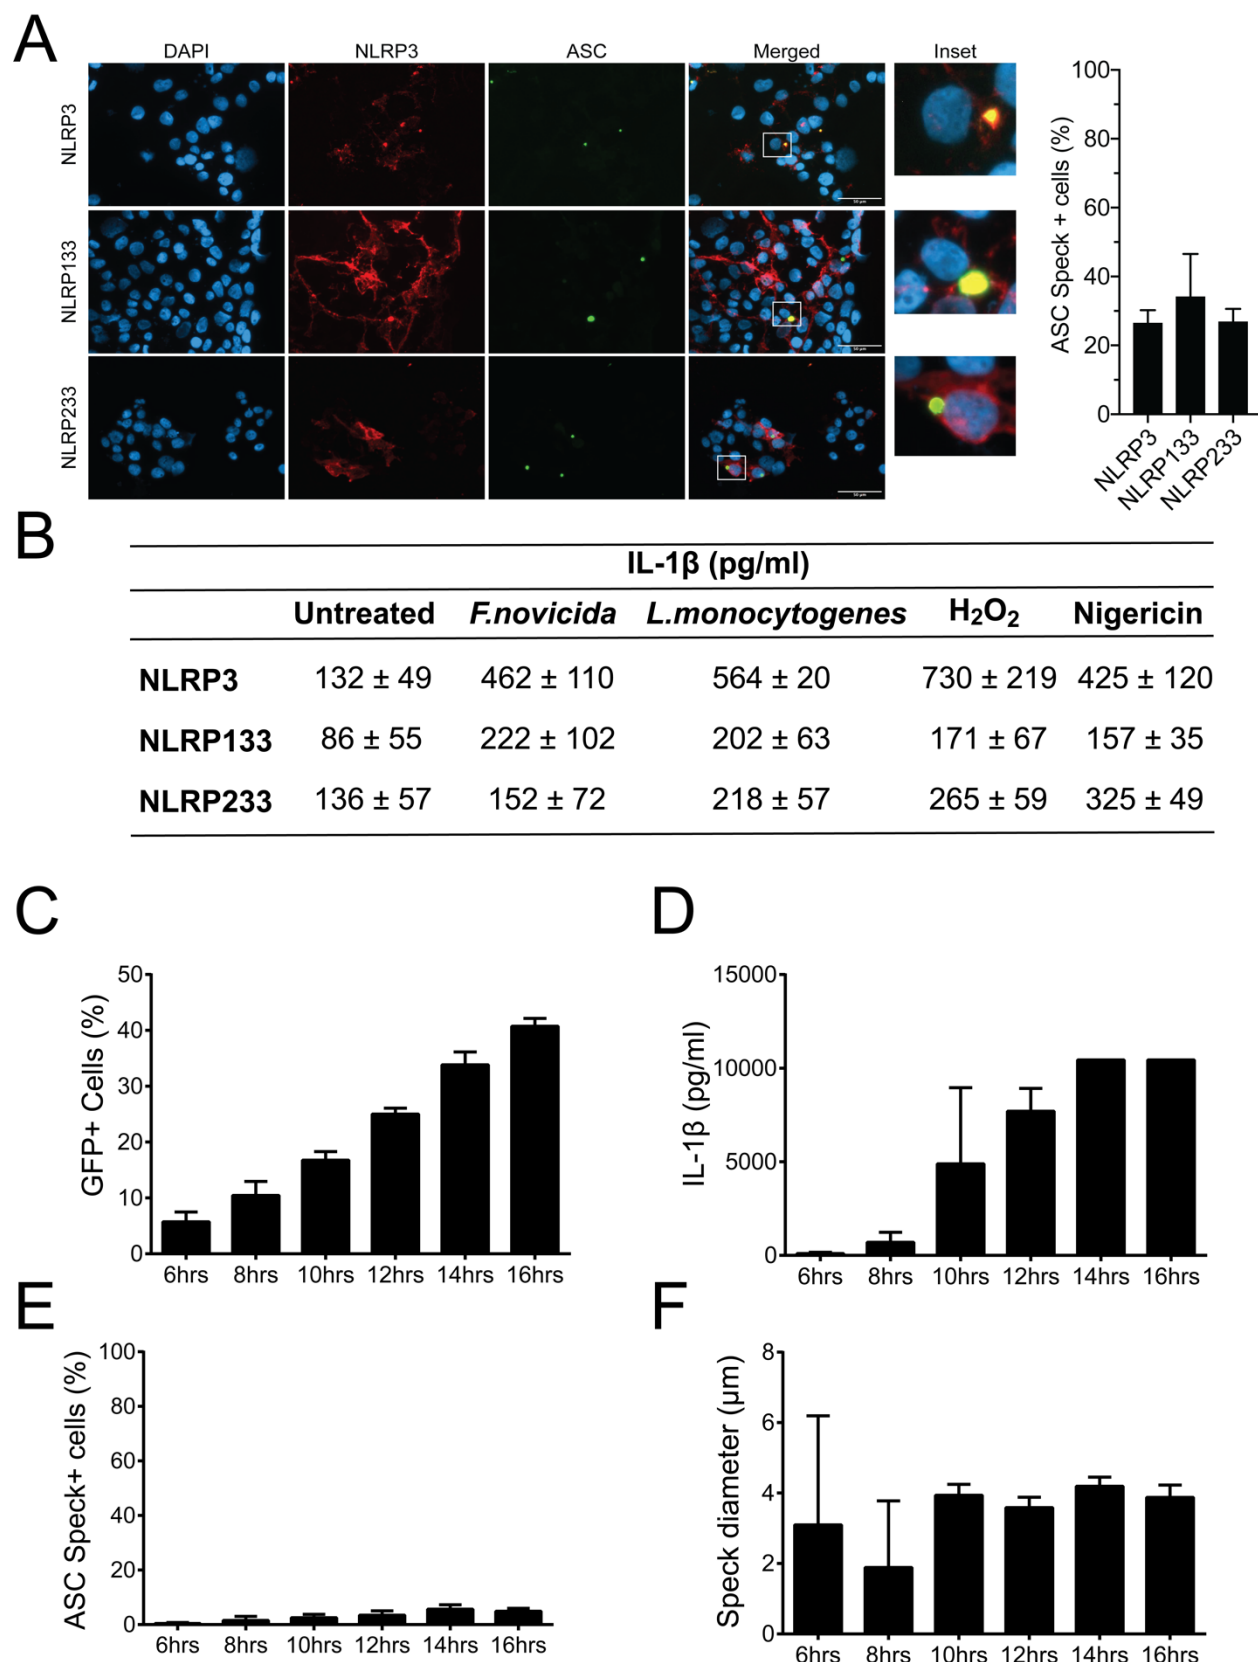 A
DAPI NLRP3 ASC Merged Inset
NLRP3
NLRP133
NLRP233
50 µm
50 µm
50 µm
ASC Speck + cells (%)
100
80
60
40
20
0
NLRP3
NLRP133
NLRP233
B
IL-1β (pg/ml)
Untreated F.novicida L.monocytogenes H₂O₂ Nigericin
NLRP3 132 ± 49 462 ± 110 564 ± 20 730 ± 219 425 ± 120
NLRP133 86 ± 55 222 ± 102 202 ± 63 171 ± 67 157 ± 35
NLRP233 136 ± 57 152 ± 72 218 ± 57 265 ± 59 325 ± 49
C
GFP+ Cells (%)
50
40
30
20
10
0
6hrs 8hrs 10hrs 12hrs 14hrs 16hrs
D
IL-1β (pg/ml)
15000
10000
5000
0
6hrs 8hrs 10hrs 12hrs 14hrs 16hrs
E
ASC Speck+ cells (%)
100
80
60
40
20
0
6hrs 8hrs 10hrs 12hrs 14hrs 16hrs
F
Speck diameter (µm)
8
6
4
2
0
6hrs 8hrs 10hrs 12hrs 14hrs 16hrs